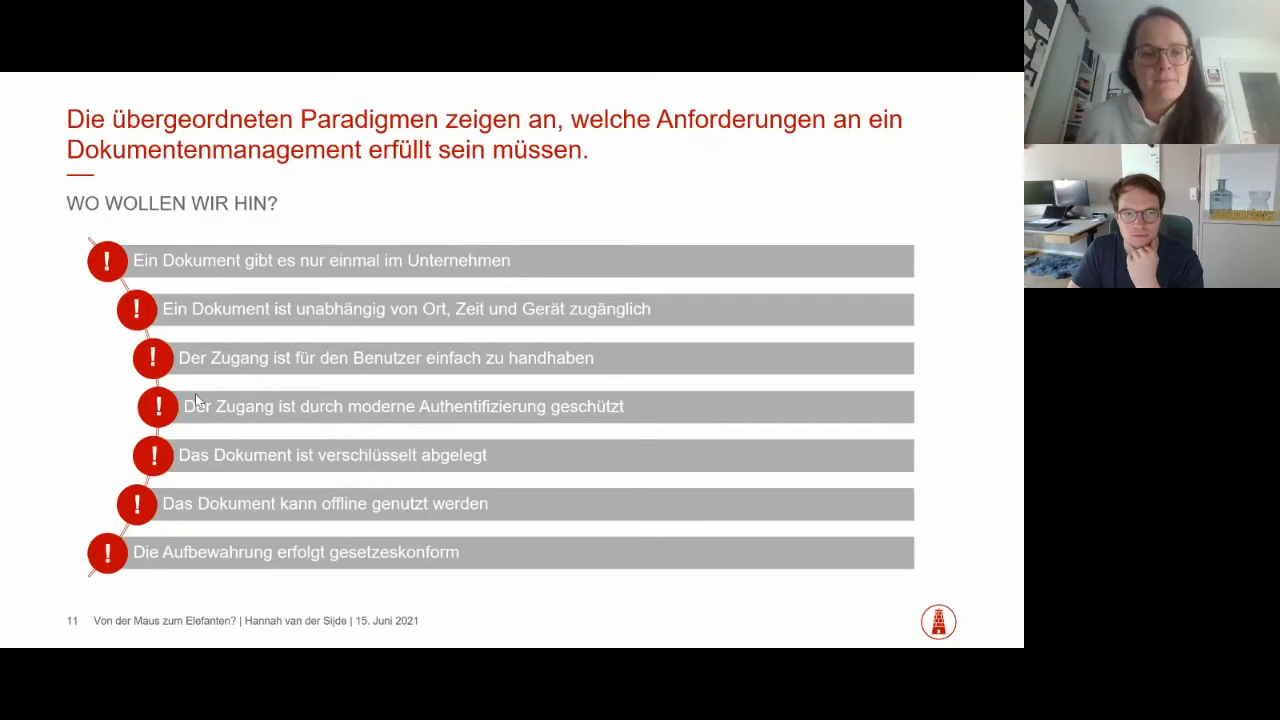 Die übergeordneten Paradigmen zeigen an, welche Anforderungen an ein
Dokumentenmanagement erfüllt sein müssen.
WO WOLLEN WIR HIN?
! Ein Dokument gibt es nur einmal im Unternehmen
! Ein Dokument ist unabhängig von Ort, Zeit und Gerät zugänglich
! Der Zugang ist für den Benutzer einfach zu handhaben
! Der Zugang ist durch moderne Authentifizierung geschützt
! Das Dokument ist verschlüsselt abgelegt
! Das Dokument kann offline genutzt werden
! Die Aufbewahrung erfolgt gesetzeskonform
11 Von der Maus zum Elefanten? | Hannah van der Sijde | 15. Juni 2021